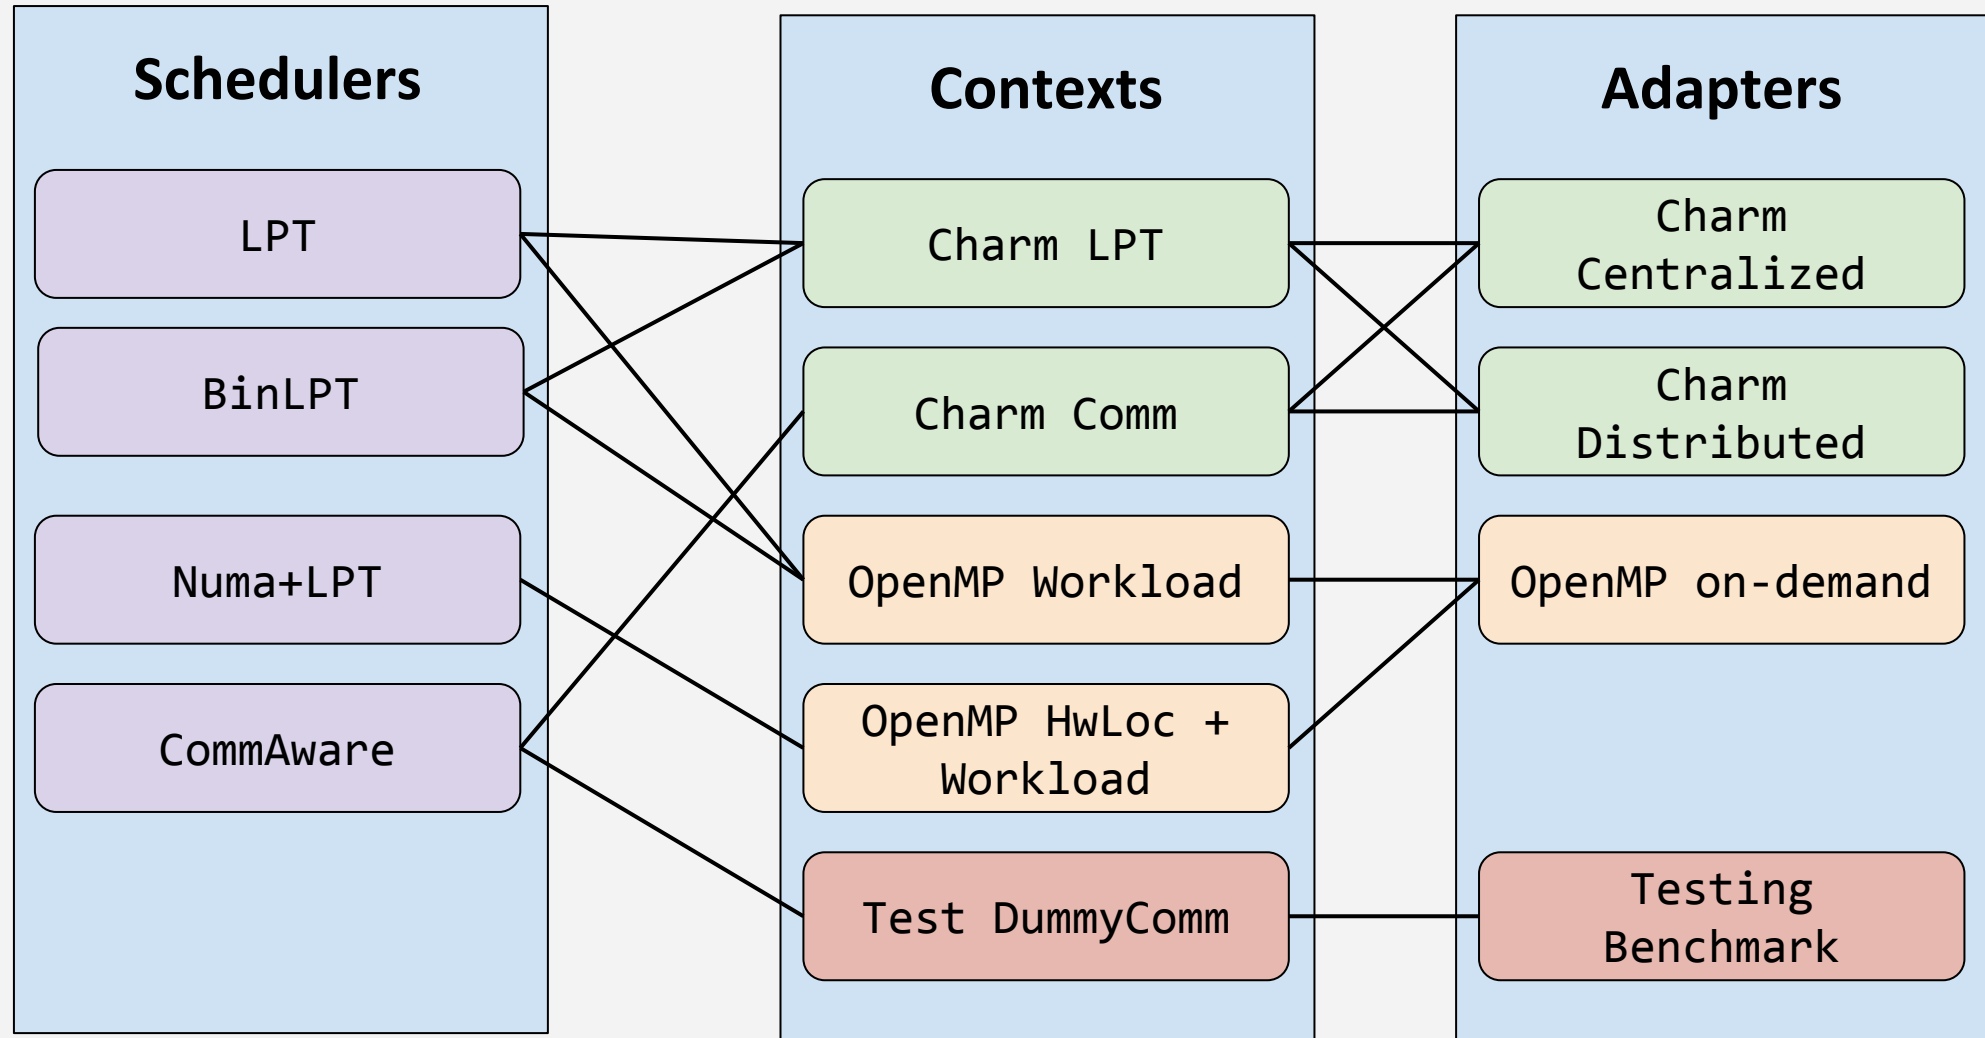 Schedulers
LPT
BinLPT
Numa+LPT
CommAware
Contexts
Charm LPT
Charm Comm
OpenMP Workload
OpenMP HwLoc +
Workload
Test DummyComm
Adapters
Charm
Centralized
Charm
Distributed
OpenMP on-demand
Testing
Benchmark